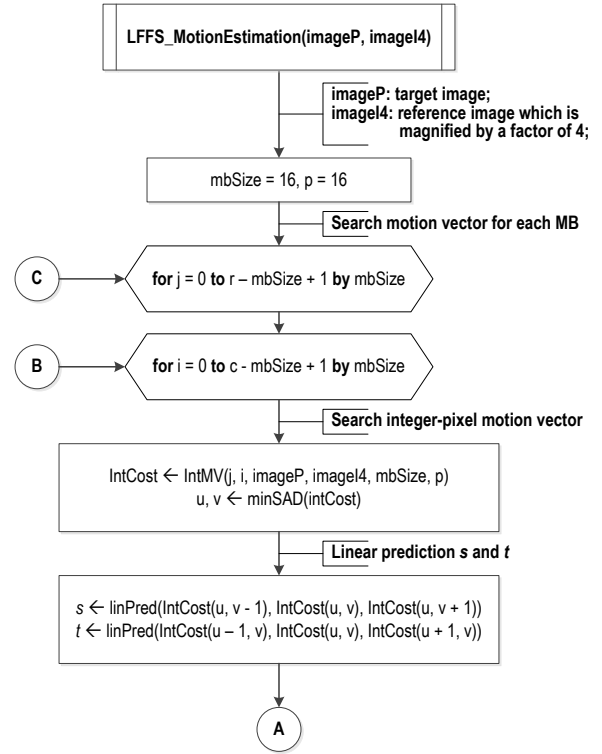 LFFS_MotionEstimation(imageP, imageI4)
imageP: target image;
imageI4: reference image which is
magnified by a factor of 4;
mbSize = 16, p = 16
Search motion vector for each MB
C
for j = 0 to r – mbSize + 1 by mbSize
B
for i = 0 to c - mbSize + 1 by mbSize
Search integer-pixel motion vector
IntCost ← IntMV(j, i, imageP, imageI4, mbSize, p)
u, v ← minSAD(intCost)
Linear prediction s and t
s ← linPred(IntCost(u, v - 1), IntCost(u, v), IntCost(u, v + 1))
t ← linPred(IntCost(u – 1, v), IntCost(u, v), IntCost(u + 1, v))
A